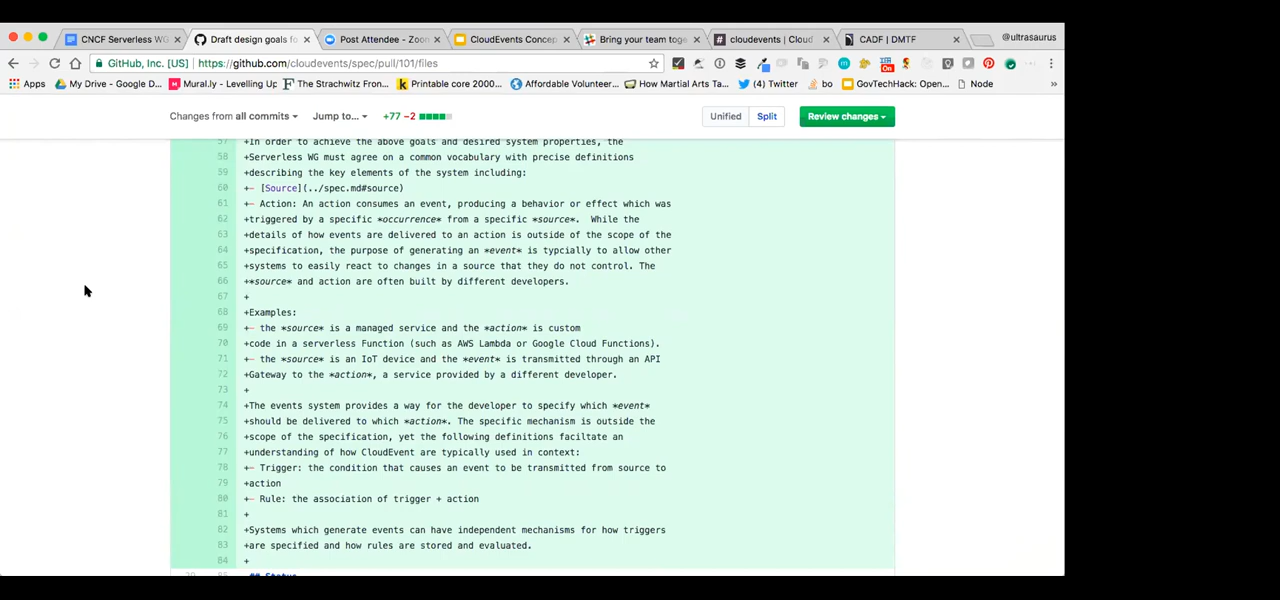 CNCF Serverless WG
Draft design goals fo
Post Attendee - Zoo
CloudEvents Concep
Bring your team toge
cloudevents | Cloud
CADF | DMTF
@ultrasaurus
GitHub, Inc. [US] https://github.com/cloudevents/spec/pull/101/files
Apps My Drive - Google D... Mural.ly - Levelling Up The Strachwitz Fron... Printable core 2000... Affordable Volunteer... How Martial Arts Ta... (4) Twitter bo GovTechHack: Open... Node »
Changes from all commits Jump to... +77 −2 Unified Split Review changes
57 +In order to achieve the above goals and desired system properties, the
58 +Serverless WG must agree on a common vocabulary with precise definitions
59 +describing the key elements of the system including:
60 +- [Source](../spec.md#source)
61 +- Action: An action consumes an event, producing a behavior or effect which was
62 +triggered by a specific *occurrence* from a specific *source*.  While the
63 +details of how events are delivered to an action is outside of the scope of the
64 +specification, the purpose of generating an *event* is typcially to allow other
65 +systems to easily react to changes in a source that they do not control. The
66 +*source* and action are often built by different developers.
67 +
68 +Examples:
69 +- the *source* is a managed service and the *action* is custom
70 +code in a serverless Function (such as AWS Lambda or Google Cloud Functions).
71 +- the *source* is an IoT device and the *event* is transmitted through an API
72 +Gateway to the *action*, a service provided by a different developer.
73 +
74 +The events system provides a way for the developer to specify which *event*
75 +should be delivered to which *action*. The specific mechanism is outside the
76 +scope of the specification, yet the following definitions faciltate an
77 +understanding of how CloudEvent are typically used in context:
78 +- Trigger: the condition that causes an event to be transmitted from source to
79 +action
80 +- Rule: the association of trigger + action
81 +
82 +Systems which generate events can have independent mechanisms for how triggers
83 +are specified and how rules are stored and evaluated.
84 +
## Status